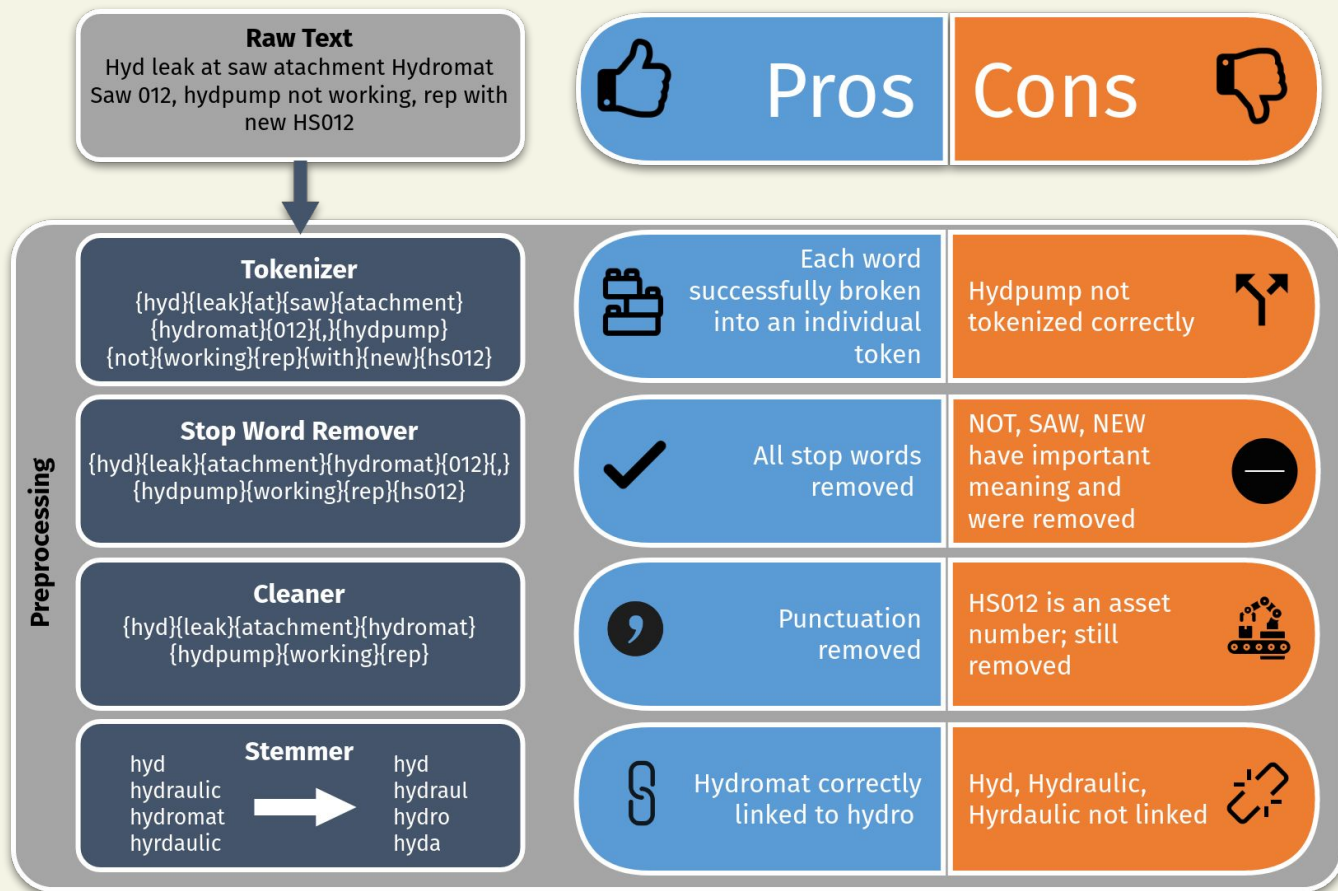 Raw Text
Hyd leak at saw atachment Hydromat
Saw 012, hydpump not working, rep with
new HS012
Pros
Cons
Preprocessing
Tokenizer
{hyd}{leak}{at}{saw}{atachment}
{hydromat}{012}{,}{hydpump}
{not}{working}{rep}{with}{new}{hs012}
Each word
successfully broken
into an individual
token
Hydpump not
tokenized correctly
Stop Word Remover
{hyd}{leak}{atachment}{hydromat}{012}{,}
{hydpump}{working}{rep}{hs012}
All stop words
removed
NOT, SAW, NEW
have important
meaning and
were removed
Cleaner
{hyd}{leak}{atachment}{hydromat}
{hydpump}{working}{rep}
Punctuation
removed
HS012 is an asset
number; still
removed
Stemmer
hyd
hydraulic
hydromat
hyrdaulic
hyd
hydraul
hydro
hyda
Hydromat correctly
linked to hydro
Hyd, Hydraulic,
Hyrdaulic not linked